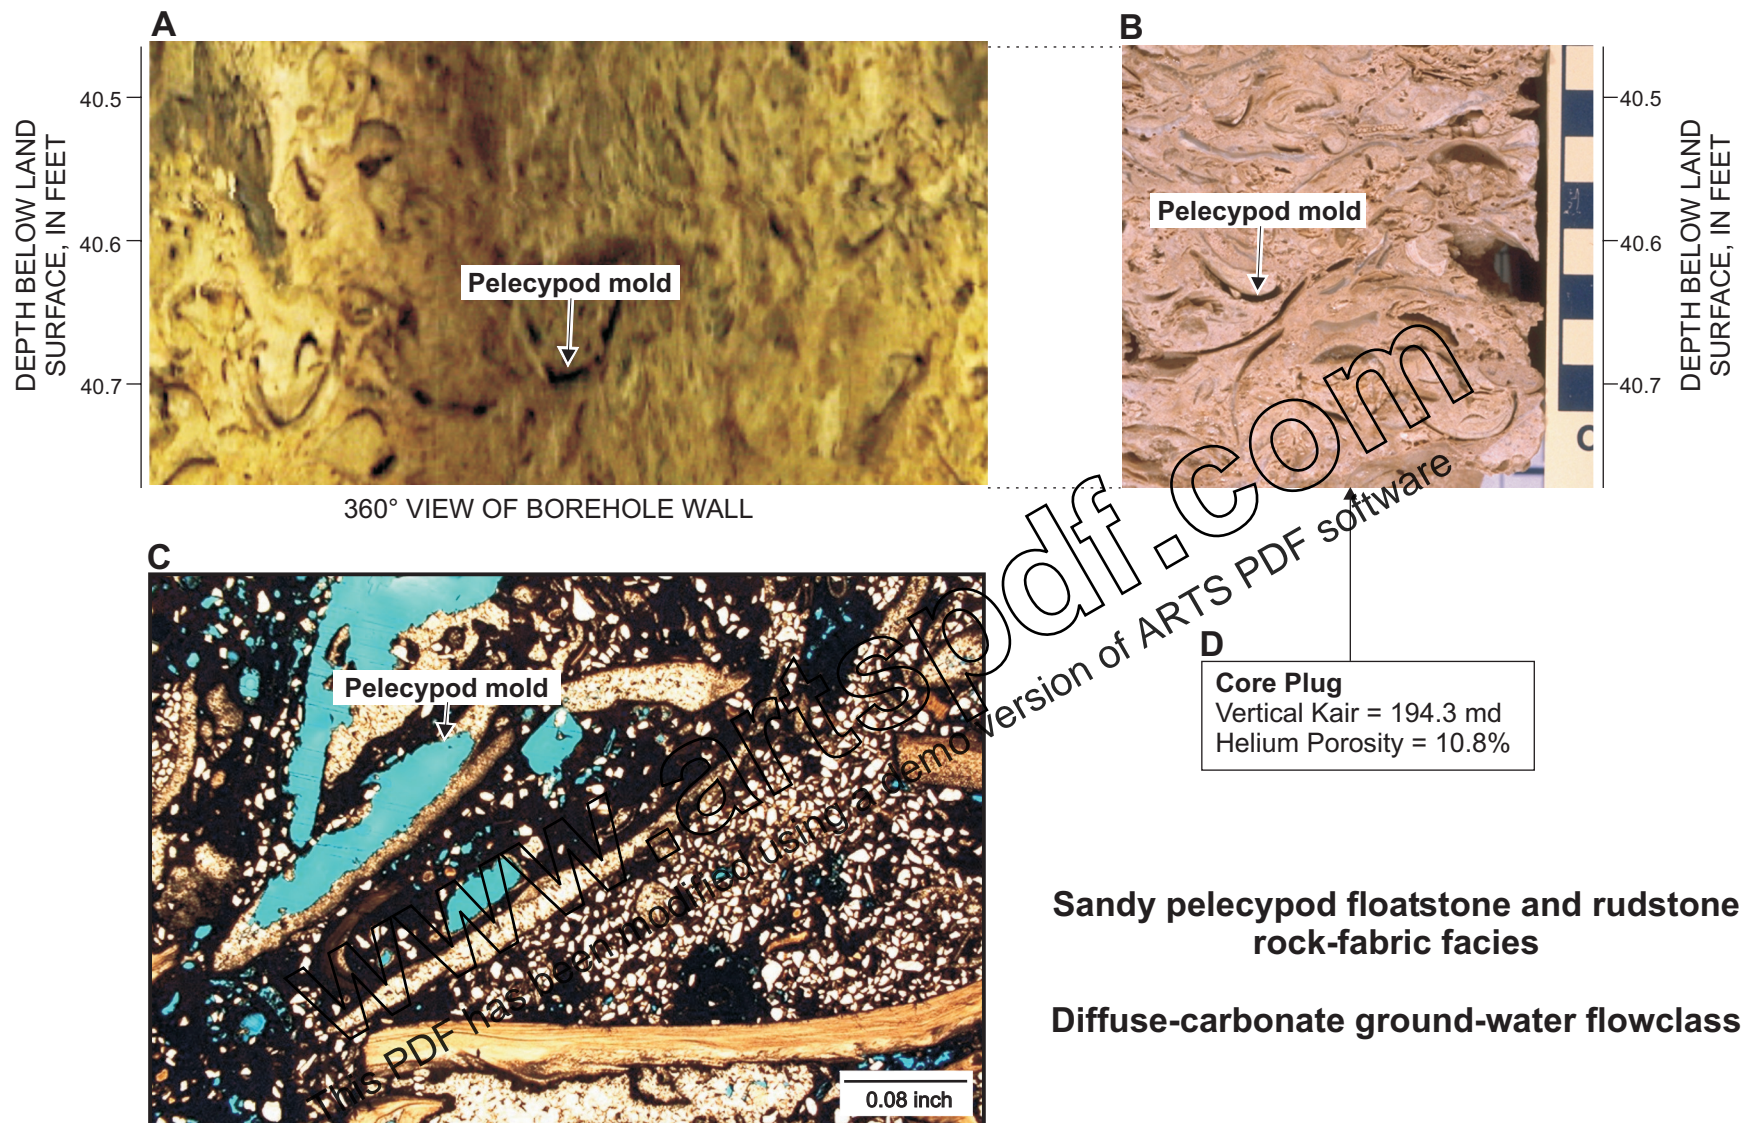 A
B
40.5
40.6
40.7
DEPTH BELOW LAND
SURFACE, IN FEET
Pelecypod mold
360° VIEW OF BOREHOLE WALL
Pelecypod mold
40.5
40.6
40.7
DEPTH BELOW LAND
SURFACE, IN FEET
C
Pelecypod mold
0.08 inch
D
Core Plug
Vertical Kair = 194.3 md
Helium Porosity = 10.8%
Sandy pelecypod floatstone and rudstone
rock-fabric facies
Diffuse-carbonate ground-water flowclass
www.artspdf.com
This PDF has been modified using a demo version of ARTS PDF software